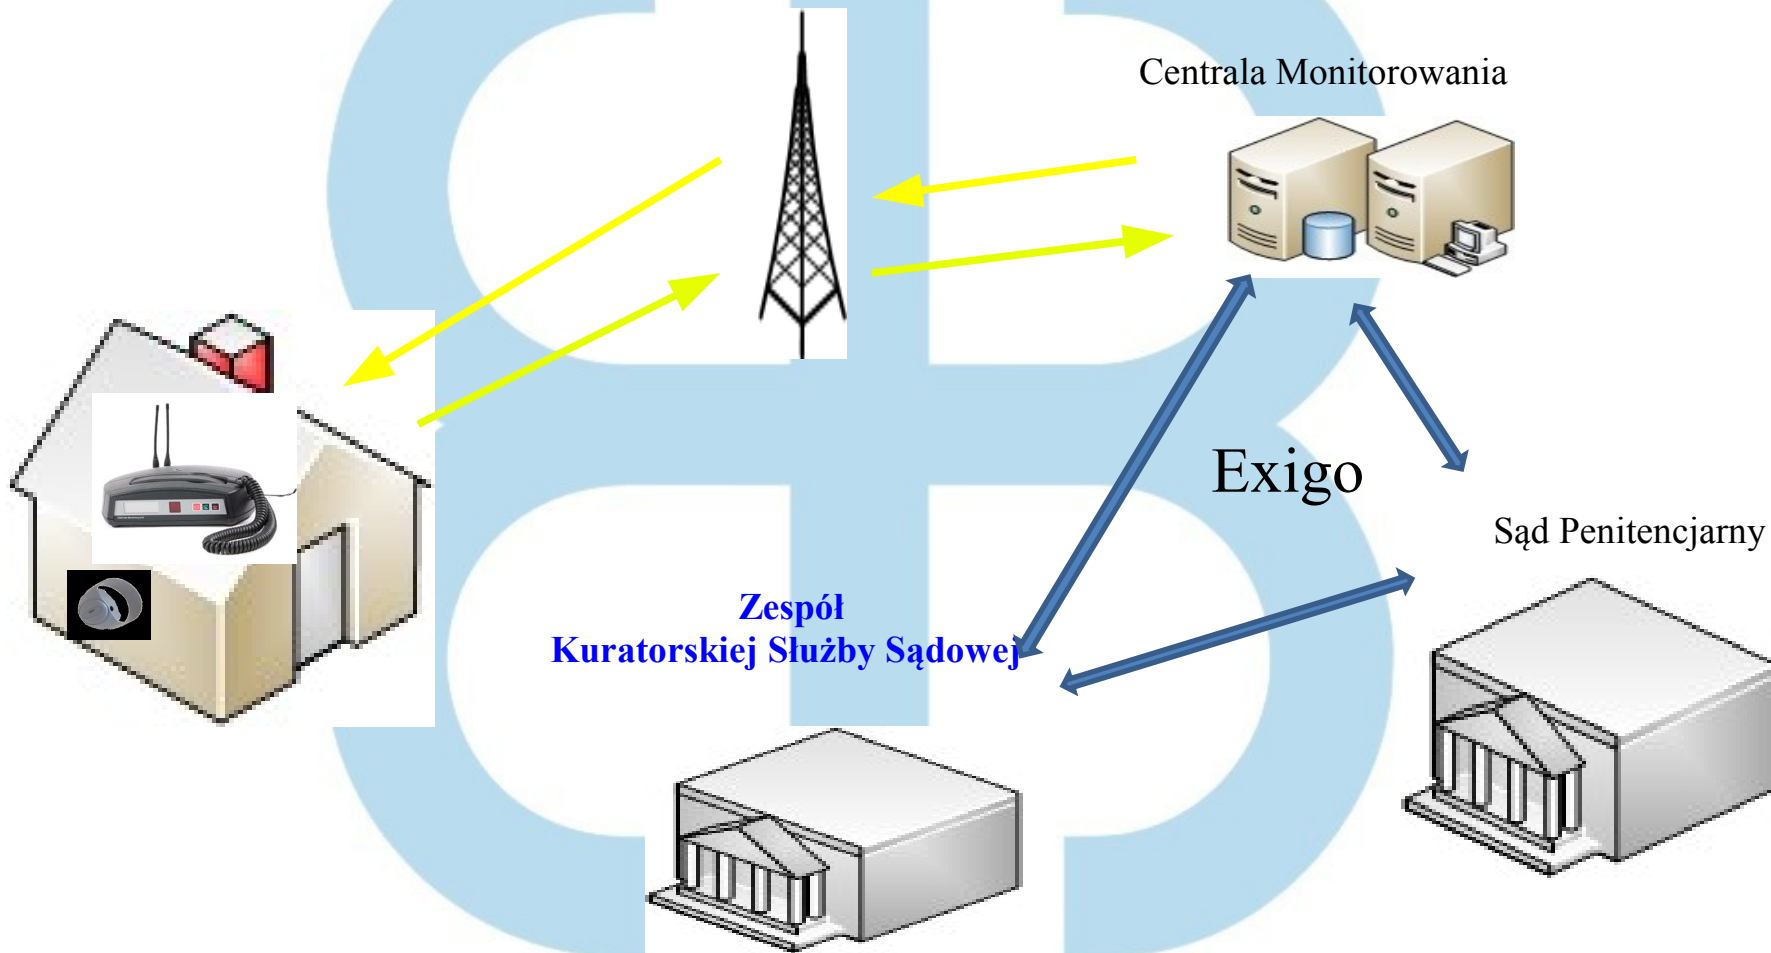 Centrala Monitorowania
Exigo
Sąd Penitencjarny
Zespół
Kuratorskiej Służby Sądowej